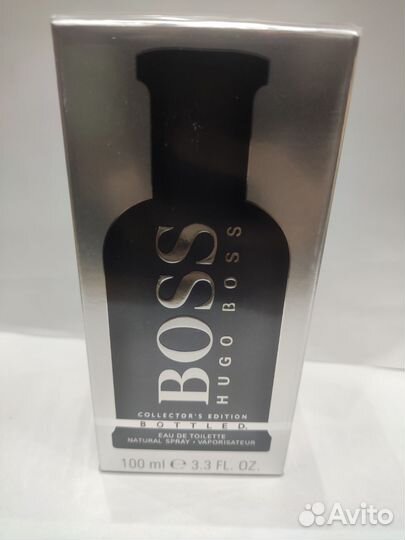 BOSS
HUGO BOSS
COLLECTOR'S EDITION
BOTTLED.
EAU DE TOILETTE
NATURAL SPRAY • VAPORISATEUR
100 ml ℮ 3.3 FL. OZ.
Avito